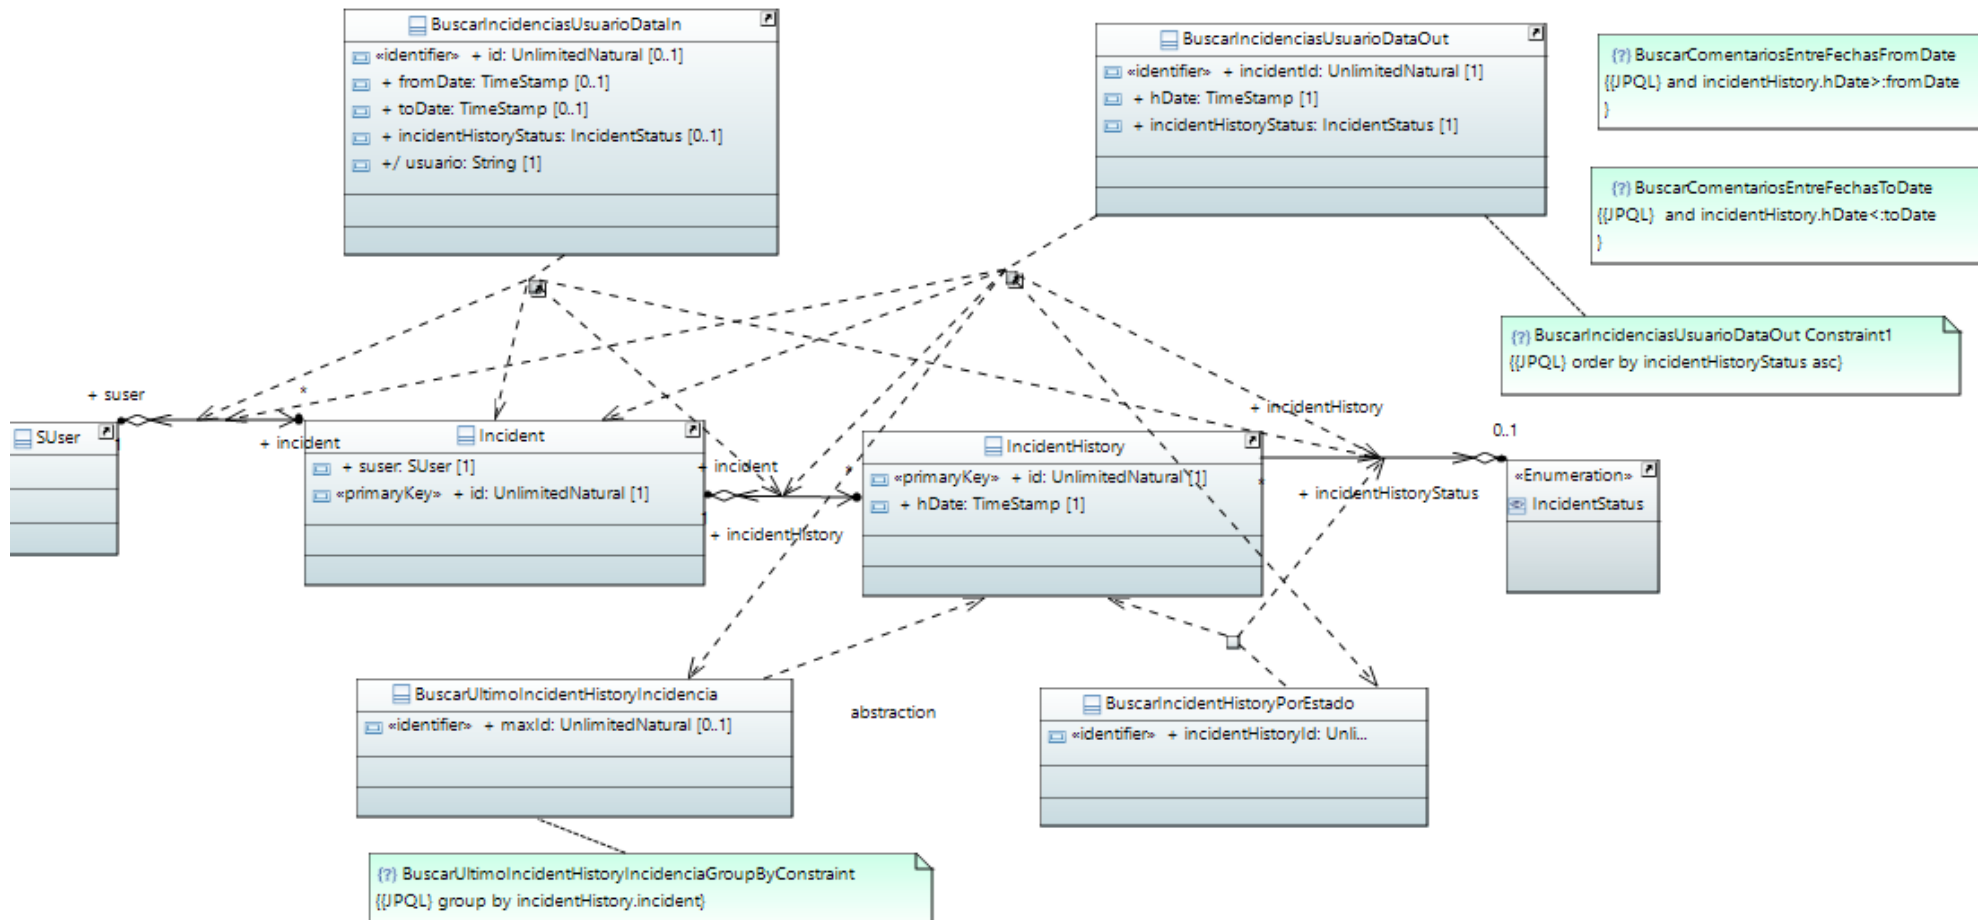 BuscarIncidenciasUsuarioDataIn
«identifier» + id: UnlimitedNatural [0..1]
+ fromDate: TimeStamp [0..1]
+ toDate: TimeStamp [0..1]
+ incidentHistoryStatus: IncidentStatus [0..1]
+/ usuario: String [1]
BuscarIncidenciasUsuarioDataOut
«identifier» + incidentId: UnlimitedNatural [1]
+ hDate: TimeStamp [1]
+ incidentHistoryStatus: IncidentStatus [1]
{?} BuscarComentariosEntreFechasFromDate
{{JPQL} and incidentHistory.hDate>:fromDate
}
{?} BuscarComentariosEntreFechasToDate
{{JPQL} and incidentHistory.hDate<:toDate
}
{?} BuscarIncidenciasUsuarioDataOut Constraint1
{{JPQL} order by incidentHistoryStatus asc}
+ suser
*
1
+ incident
SUser
Incident
+ suser: SUser [1]
«primaryKey» + id: UnlimitedNatural [1]
+ incident
*
1
+ incidentHistory
IncidentHistory
«primaryKey» + id: UnlimitedNatural [1]
+ hDate: TimeStamp [1]
+ incidentHistory
0..1
*
+ incidentHistoryStatus
«Enumeration»
IncidentStatus
BuscarUltimoIncidentHistoryIncidencia
«identifier» + maxId: UnlimitedNatural [0..1]
abstraction
BuscarIncidentHistoryPorEstado
«identifier» + incidentHistoryId: Unli...
{?} BuscarUltimoIncidentHistoryIncidenciaGroupByConstraint
{{JPQL} group by incidentHistory.incident}